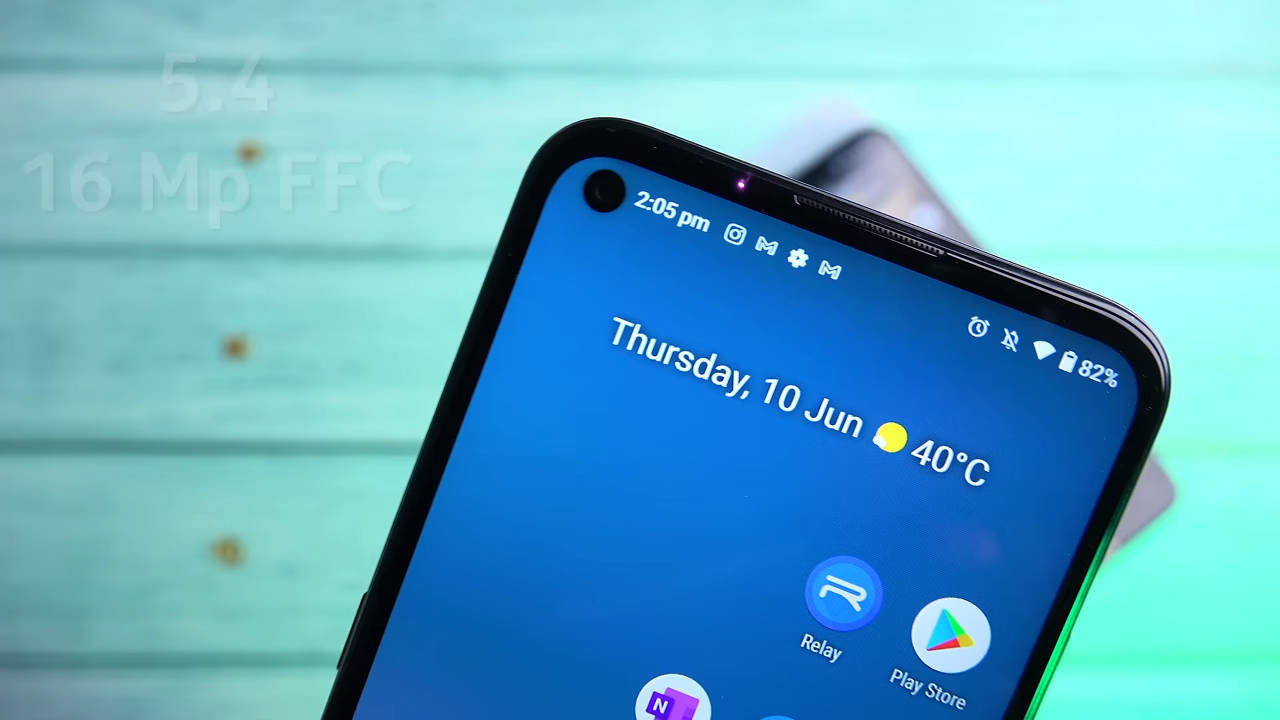 5.4
16 Mp FFC
2:05 pm
82%
Thursday, 10 Jun 40°C
Relay
Play Store
N